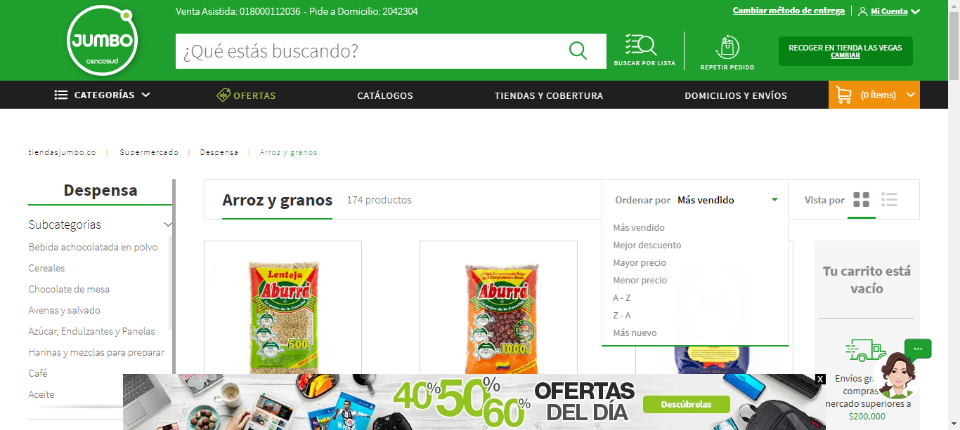 Venta Asistida: 018000112036 - Pide a Domicilio: 2042304
Cambiar método de entrega
Mi Cuenta
JUMBO
cencosud
¿Qué estás buscando?
BUSCAR POR LISTA
REPETIR PEDIDO
RECOGER EN TIENDA LAS VEGAS
CAMBIAR
CATEGORÍAS
OFERTAS
CATÁLOGOS
TIENDAS Y COBERTURA
DOMICILIOS Y ENVÍOS
(0 ítems)
tiendasjumbo.co | Supermercado | Despensa | Arroz y granos
Despensa
Subcategorias
Bebida achocolatada en polvo
Cereales
Chocolate de mesa
Avenas y salvado
Azúcar, Endulzantes y Panelas
Harinas y mezclas para preparar
Café
Aceite
Arroz y granos
174 productos
Ordenar por Más vendido
Más vendido
Mejor descuento
Mayor precio
Menor precio
A - Z
Z - A
Más nuevo
Vista por
Lenteja
Aburrá
500
Aburrá
1000
Tu carrito está
vacío
compras
mercado superiores a
$200.000
40% 50% 60%
OFERTAS
DEL DÍA
Descúbrelas
X